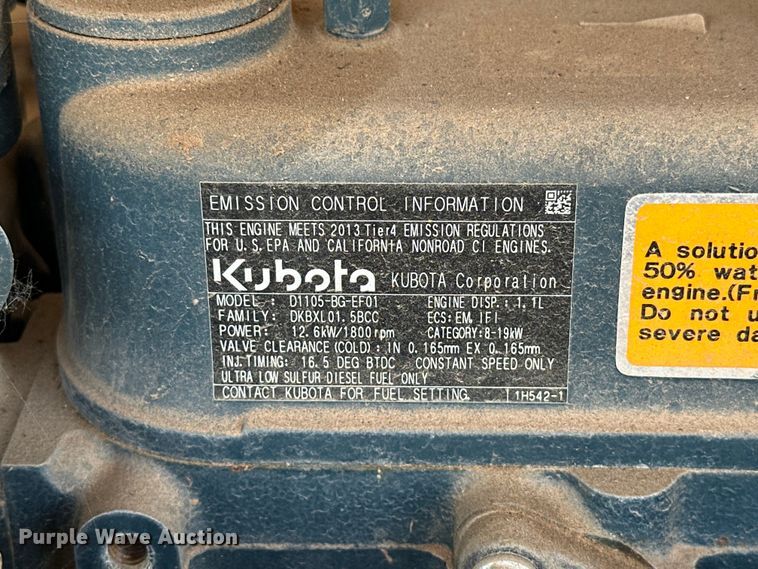 EMISSION CONTROL INFORMATION
THIS ENGINE MEETS 2013 Tier4 EMISSION REGULATIONS
FOR U.S. EPA AND CALIFORNIA NONROAD CI ENGINES.
Kubota KUBOTA Corporation
MODEL : D1105-BG-EF01 ENGINE DISP.: 1.1L
FAMILY: DKBXL01.5BCC ECS:EM, IFI
POWER: 12.6kW/1800rpm CATEGORY:8-19kW
VALVE CLEARANCE (COLD): IN 0.165mm EX 0.165mm
INJ.TIMING: 16.5 DEG BTDC CONSTANT SPEED ONLY
ULTRA LOW SULFUR DIESEL FUEL ONLY
CONTACT KUBOTA FOR FUEL SETTING. 1H542-1
A solutio
50% wat
engine.(Fr
Do not u
severe da
Purple Wave Auction